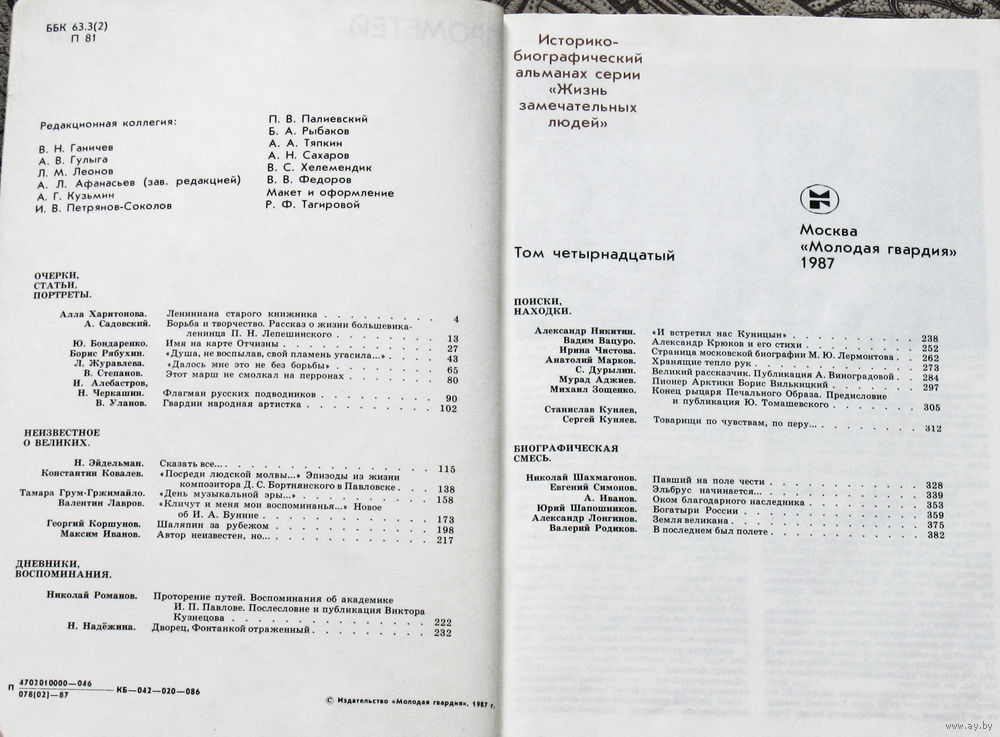 ББК 63.3(2)
П 81
Редакционная коллегия:
В. Н. Ганичев
А. В. Гулыга
Л. М. Леонов
А. Л. Афанасьев (зав. редакцией)
А. Г. Кузьмин
И. В. Петрянов-Соколов
П. В. Палиевский
Б. А. Рыбаков
А. А. Тяпкин
А. Н. Сахаров
В. С. Хелемендик
В. В. Федоров
Макет и оформление
Р. Ф. Тагировой
ОЧЕРКИ,
СТАТЬИ,
ПОРТРЕТЫ.
Алла Харитонова. Лениниана старого книжника 4
А. Садовский. Борьба и творчество. Рассказ о жизни большевика-
ленинца П. Н. Лепешинского 13
Ю. Бондаренко. Имя на карте Отчизны 27
Борис Рябухин. «Душа, не воспылав, свой пламень угасила...» 43
Л. Журавлева. «Далось мне это не без борьбы» 65
В. Степанов. Этот марш не смолкал на перронах 80
И. Алебастров,
Н. Черкашин. Флагман русских подводников 90
В. Уланов. Гвардии народная артистка 102
НЕИЗВЕСТНОЕ
О ВЕЛИКИХ.
Н. Эйдельман. Сказать все... 115
Константин Ковалев. «Посреди людской молвы...» Эпизоды из жизни
композитора Д. С. Бортнянского в Павловске 138
Тамара Грум-Гржимайло. «День музыкальной эры...» 158
Валентин Лавров. «Кличут и меня мои воспоминанья...» Новое
об И. А. Бунине 173
Георгий Коршунов. Шаляпин за рубежом 198
Максим Иванов. Автор неизвестен, но... 217
ДНЕВНИКИ,
ВОСПОМИНАНИЯ.
Николай Романов. Проторение путей. Воспоминания об академике
И. П. Павлове. Послесловие и публикация Виктора
Кузнецова 222
Н. Надёжина. Дворец, Фонтанкой отраженный 232
П 4702010000—046
078(02)—87 —КБ—042—020—086
© Издательство «Молодая гвардия», 1987 г.
ПРОМЕТЕЙ
Историко-
биографический
альманах серии
«Жизнь
замечательных
людей»
Том четырнадцатый
Москва
«Молодая гвардия»
1987
ПОИСКИ,
НАХОДКИ.
Александр Никитин. «И встретил нас Куницын» 238
Вадим Вацуро. Александр Крюков и его стихи 252
Ирина Чистова. Страница московской биографии М. Ю. Лермонтова 262
Анатолий Марков. Хранящие тепло рук 273
С. Дурылин. Великий рассказчик. Публикация А. Виноградовой 284
Мурад Аджиев. Пионер Арктики Борис Вилькицкий 297
Михаил Зощенко. Конец рыцаря Печального Образа. Предисловие
и публикация Ю. Томашевского 305
Станислав Куняев,
Сергей Куняев. Товарищи по чувствам, по перу... 312
БИОГРАФИЧЕСКАЯ
СМЕСЬ.
Николай Шахмагонов. Павший на поле чести 328
Евгений Симонов. Эльбрус начинается... 339
А. Иванов. Оком благодарного наследника 353
Юрий Шапошников. Богатыри России 359
Александр Лонгинов. Земля великана 375
Валерий Родиков. В последнем был полете 382
www.ay.by